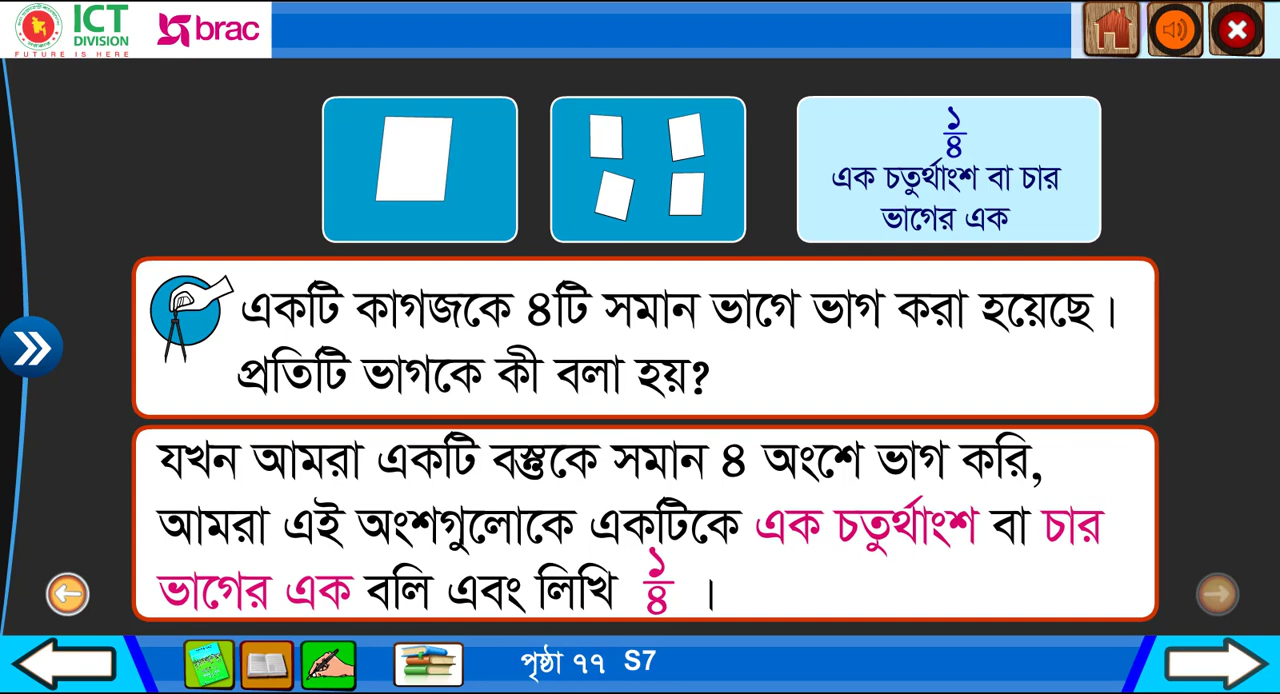 ICT
DIVISION
FUTURE IS HERE
brac
১
৪
এক চতুর্থাংশ বা চার
ভাগের এক
একটি কাগজকে ৪টি সমান ভাগে ভাগ করা হয়েছে।
প্রতিটি ভাগকে কী বলা হয়?
যখন আমরা একটি বস্তুকে সমান ৪ অংশে ভাগ করি,
আমরা এই অংশগুলোকে একটিকে এক চতুর্থাংশ বা চার
ভাগের এক বলি এবং লিখি ১/৪ ।
পৃষ্ঠা ৭৭ S7